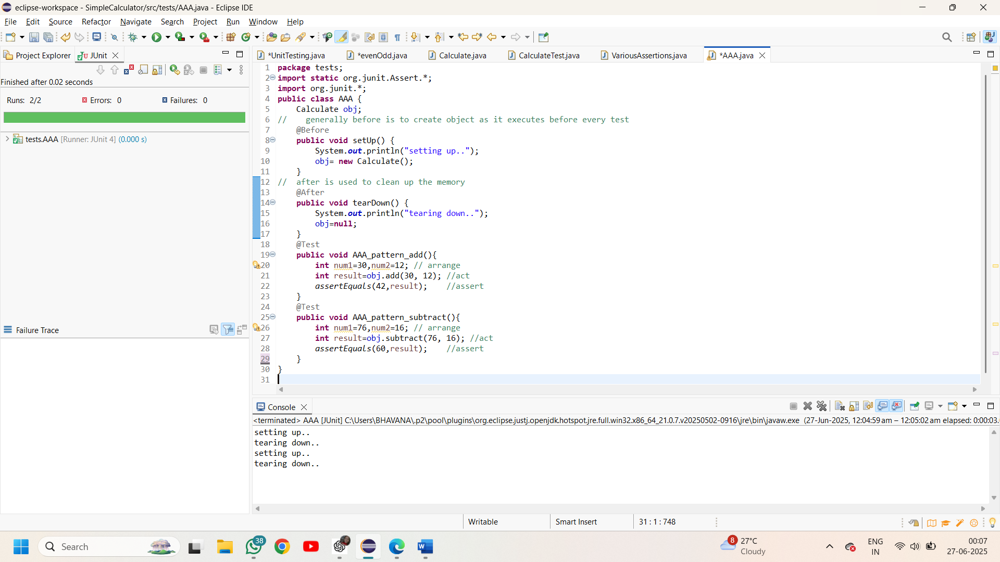 eclipse-workspace - SimpleCalculator/src/tests/AAA.java - Eclipse IDE
File Edit Source Refactor Navigate Search Project Run Window Help
Project Explorer JUnit
Finished after 0.02 seconds
Runs: 2/2 Errors: 0 Failures: 0
tests.AAA [Runner: JUnit 4] (0.000 s)
Failure Trace
*UnitTesting.java *evenOdd.java Calculate.java CalculateTest.java VariousAssertions.java *AAA.java
1 package tests;
2 import static org.junit.Assert.*;
3 import org.junit.*;
4 public class AAA {
5 Calculate obj;
6 // generally before is to create object as it executes before every test
7 @Before
8 public void setUp() {
9 System.out.println("setting up..");
10 obj= new Calculate();
11 }
12 // after is used to clean up the memory
13 @After
14 public void tearDown() {
15 System.out.println("tearing down..");
16 obj=null;
17 }
18 @Test
19 public void AAA_pattern_add(){
20 int num1=30,num2=12; // arrange
21 int result=obj.add(30, 12); //act
22 assertEquals(42,result); //assert
23 }
24 @Test
25 public void AAA_pattern_subtract(){
26 int num1=76,num2=16; // arrange
27 int result=obj.subtract(76, 16); //act
28 assertEquals(60,result); //assert
29 }
30 }
31
Console
<terminated> AAA [JUnit] C:\Users\BHAVANA\.p2\pool\plugins\org.eclipse.justj.openjdk.hotspot.jre.full.win32.x86_64_21.0.7.v20250502-0916\jre\bin\javaw.exe (27-Jun-2025, 12:04:59 am – 12:05:02 am elapsed: 0:00:03.
setting up..
tearing down..
setting up..
tearing down..
Writable Smart Insert 31 : 1 : 748
Search
38
8
27°C
Cloudy
ENG
IN
00:07
27-06-2025